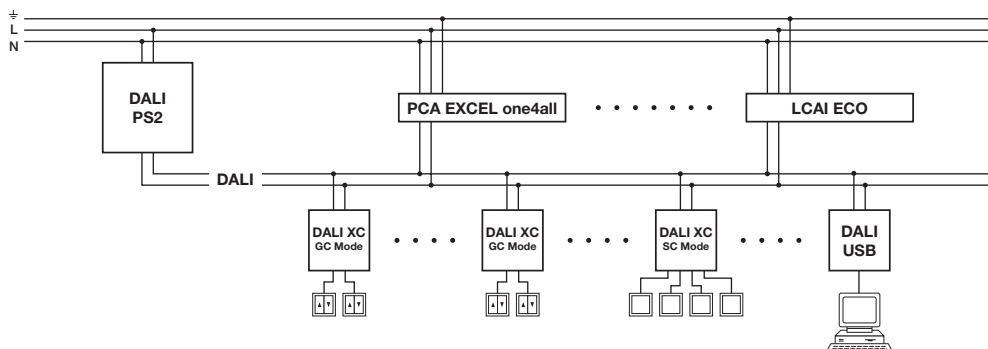 L
N
DALI
PS2
PCA EXCEL one4all
LCAI ECO
DALI
DALI XC
GC Mode
DALI XC
GC Mode
DALI XC
SC Mode
DALI
USB